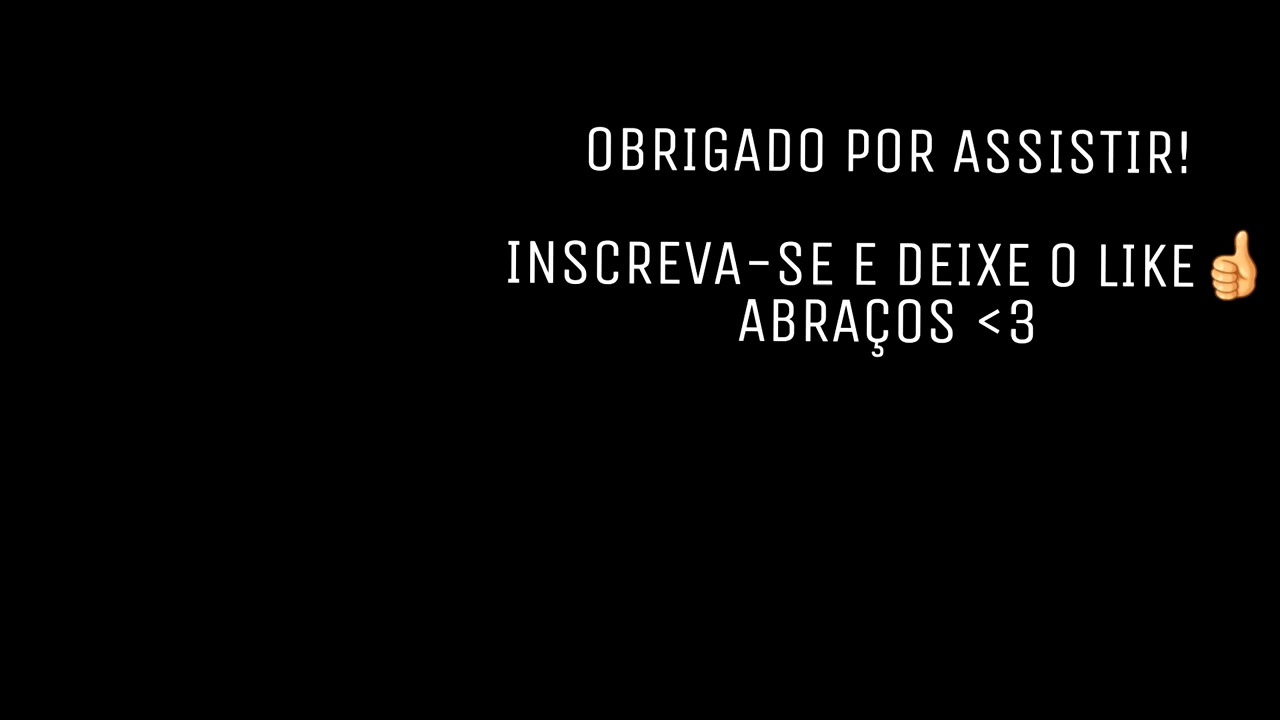 OBRIGADO POR ASSISTIR!
INSCREVA-SE E DEIXE O LIKE👍
ABRAÇOS <3